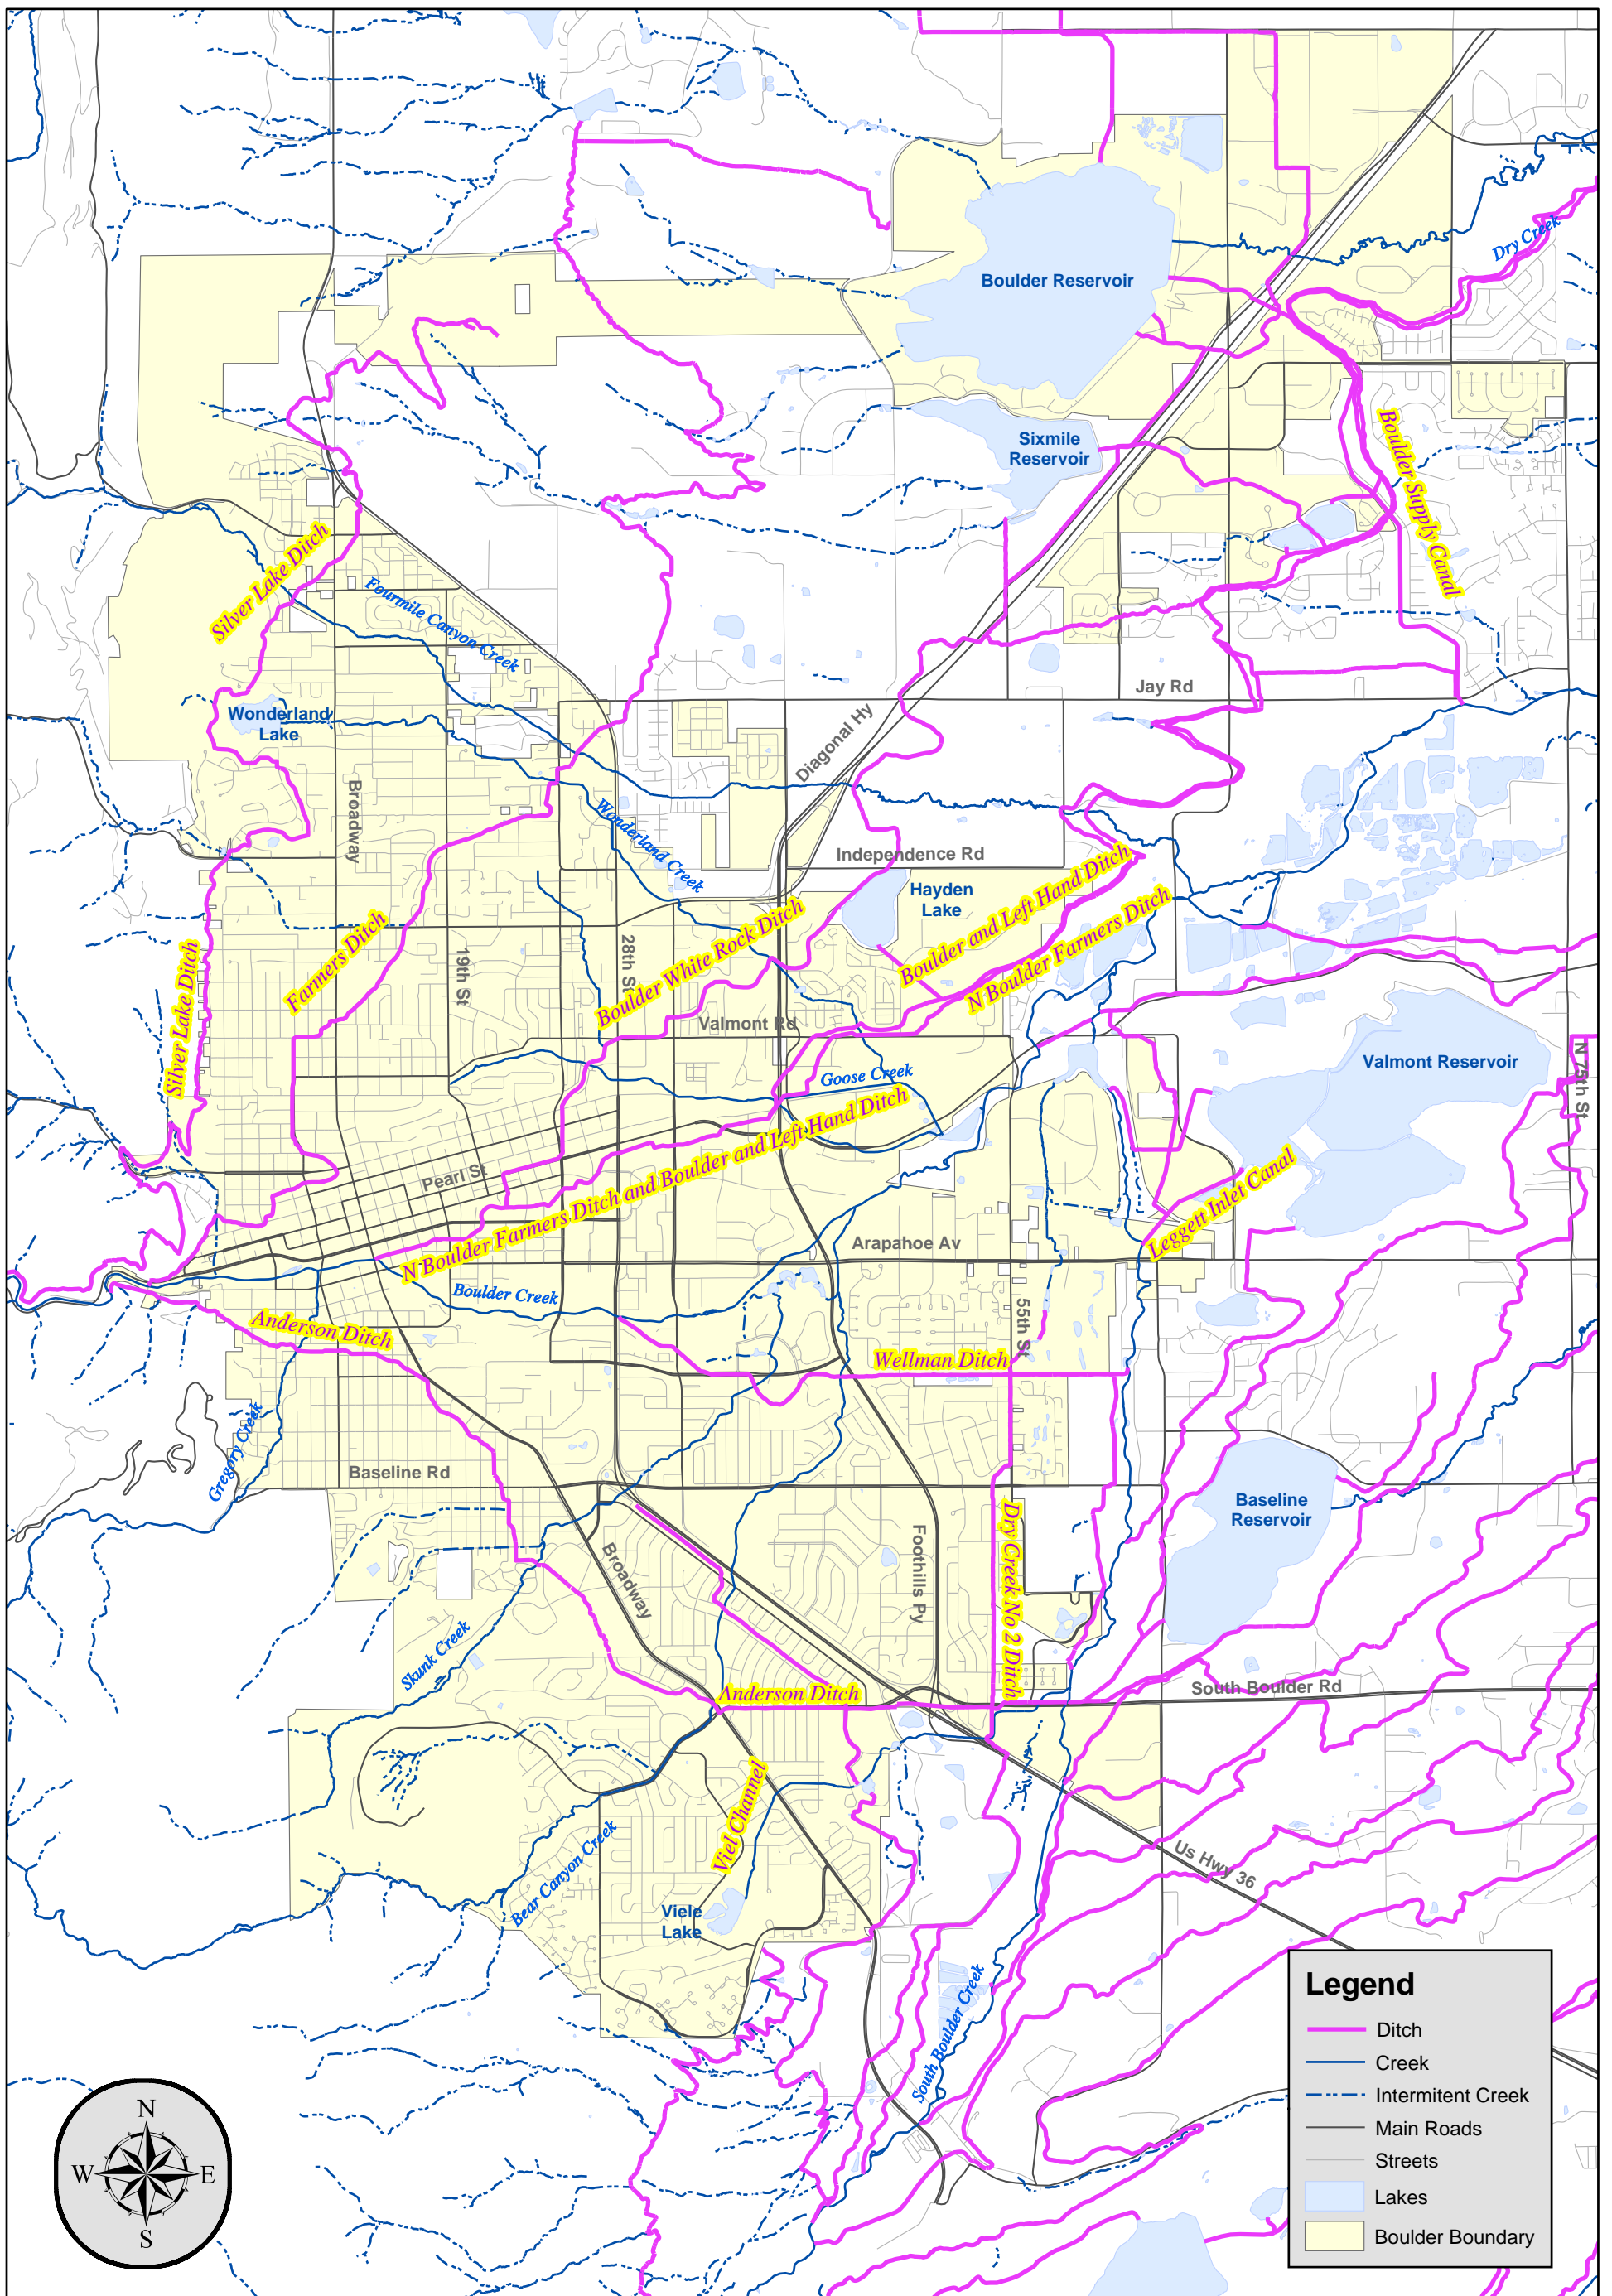 Dry Creek
Boulder Reservoir
Sixmile
Reservoir
Boulder Supply Canal
Silver Lake Ditch
Fourmile Canyon Creek
Jay Rd
Wonderland
Lake
Diagonal Hy
Broadway
Wonderland Creek
Independence Rd
Hayden
Lake
Boulder and Left Hand Ditch
N Boulder Farmers Ditch
Farmers Ditch
Silver Lake Ditch
19th St
28th St
Boulder White Rock Ditch
Valmont Rd
Valmont Reservoir
N 75th St
Goose Creek
N Boulder Farmers Ditch and Boulder and Left Hand Ditch
Pearl St
Leggett Inlet Canal
Arapahoe Av
Boulder Creek
Anderson Ditch
55th St
Wellman Ditch
Gregory Creek
Baseline Rd
Baseline
Reservoir
Broadway
Foothills Py
Dry Creek No 2 Ditch
Skunk Creek
Anderson Ditch
South Boulder Rd
Viel Channel
Us Hwy 36
Bear Canyon Creek
Viele
Lake
South Boulder Creek
Legend
Ditch
Creek
Intermitent Creek
Main Roads
Streets
Lakes
Boulder Boundary
N
W
E
S